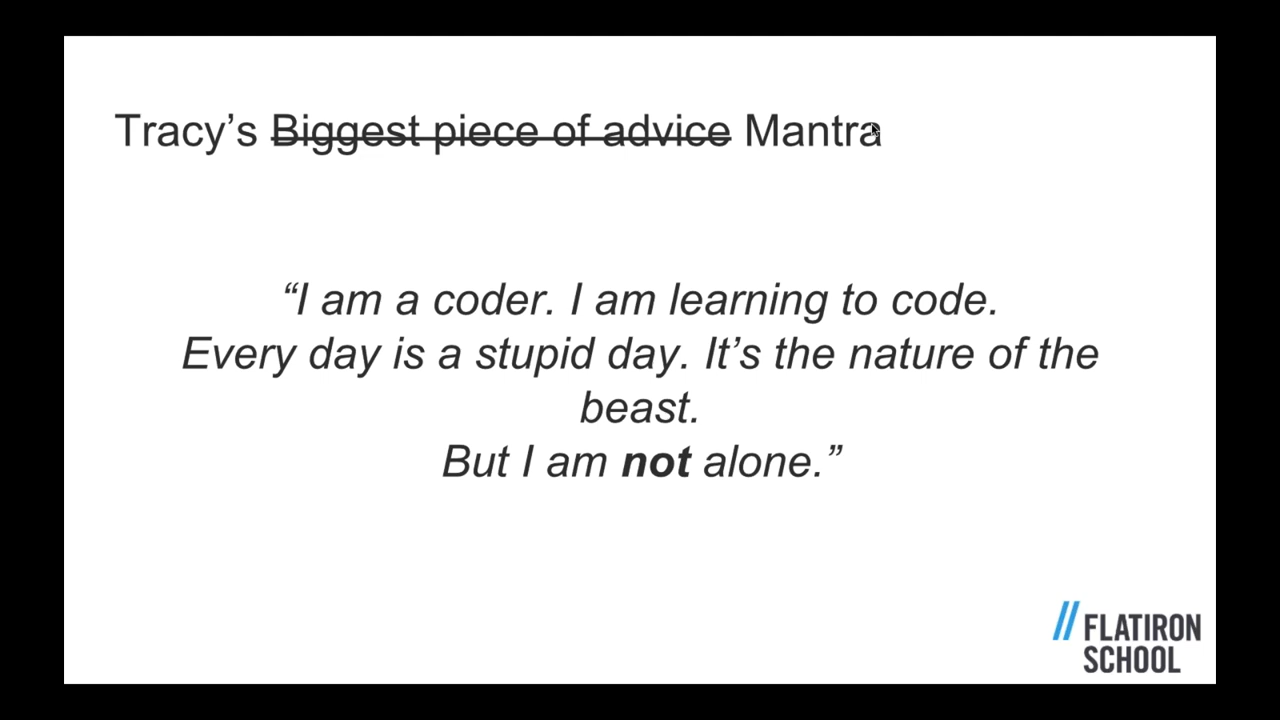 Tracy’s Biggest piece of advice Mantra
“I am a coder. I am learning to code.
Every day is a stupid day. It’s the nature of the
beast.
But I am not alone.”
// FLATIRON
SCHOOL